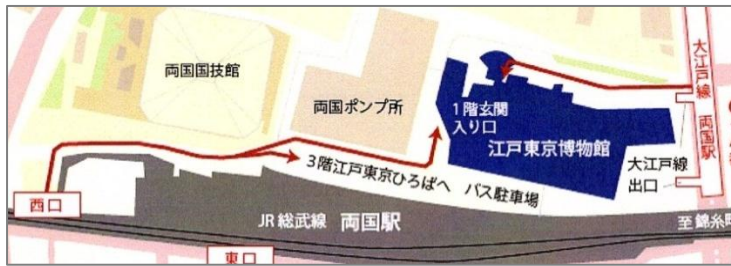 両国国技館
両国ポンプ所
1階玄関
入り口
江戸東京博物館
大江戸線
両国駅
大江戸線
出口
3階江戸東京ひろばへ
バス駐車場
西口
JR総武線
両国駅
東口
至錦糸